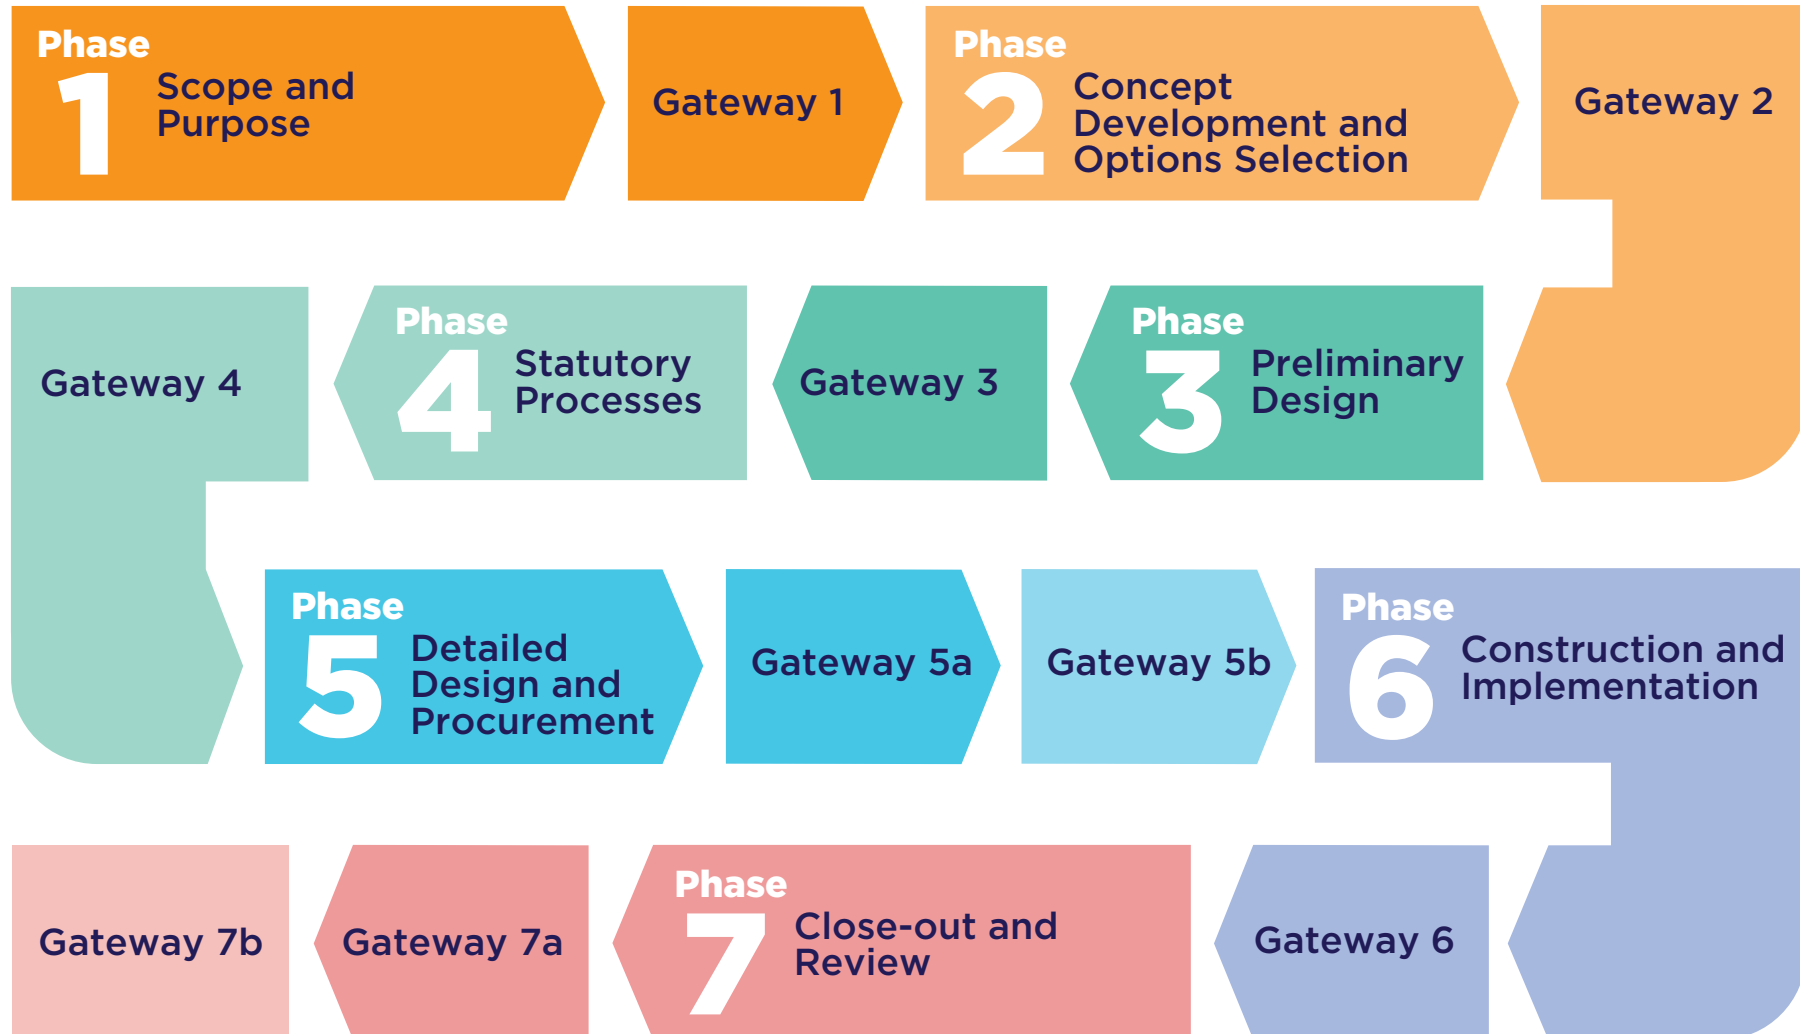 Phase
1
Scope and
Purpose
Gateway 1
Phase
2
Concept
Development and
Options Selection
Gateway 2
Phase
3
Preliminary
Design
Gateway 3
Phase
4
Statutory
Processes
Gateway 4
Phase
5
Detailed
Design and
Procurement
Gateway 5a
Gateway 5b
Phase
6
Construction and
Implementation
Gateway 6
Phase
7
Close-out and
Review
Gateway 7a
Gateway 7b